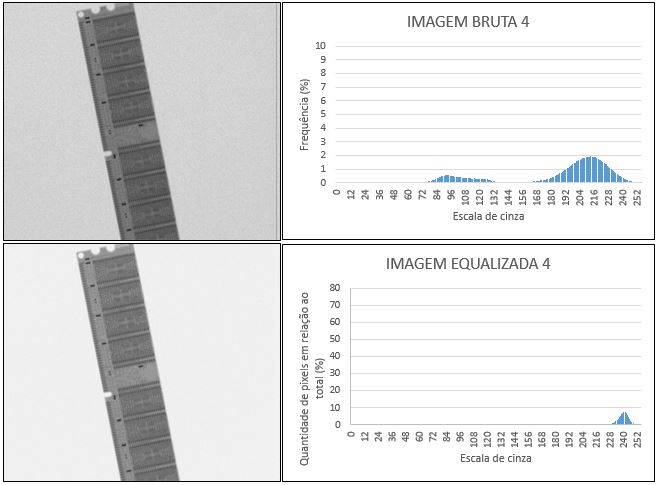 IMAGEM BRUTA 4
Frequência (%)
10
9
8
7
6
5
4
3
2
1
0
0 12 24 36 48 60 72 84 96 108 120 132 144 156 168 180 192 204 216 228 240 252
Escala de cinza
IMAGEM EQUALIZADA 4
Quantidade de pixels em relação ao
total (%)
80
70
60
50
40
30
20
10
0
0 12 24 36 48 60 72 84 96 108 120 132 144 156 168 180 192 204 216 228 240 252
Escala de cinza